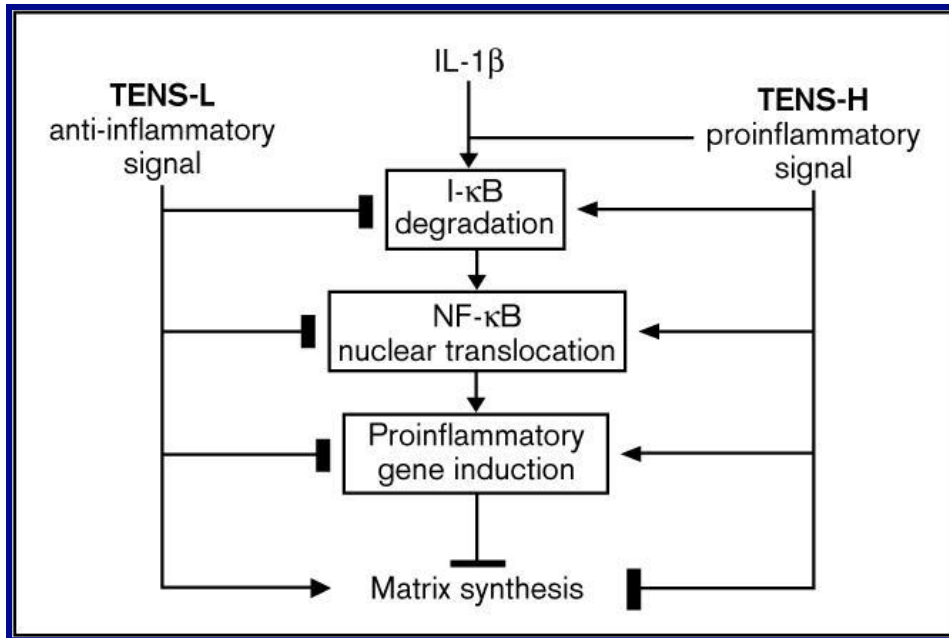 IL-1β
TENS-L
anti-inflammatory
signal
TENS-H
proinflammatory
signal
I-κB
degradation
NF-κB
nuclear translocation
Proinflammatory
gene induction
Matrix synthesis